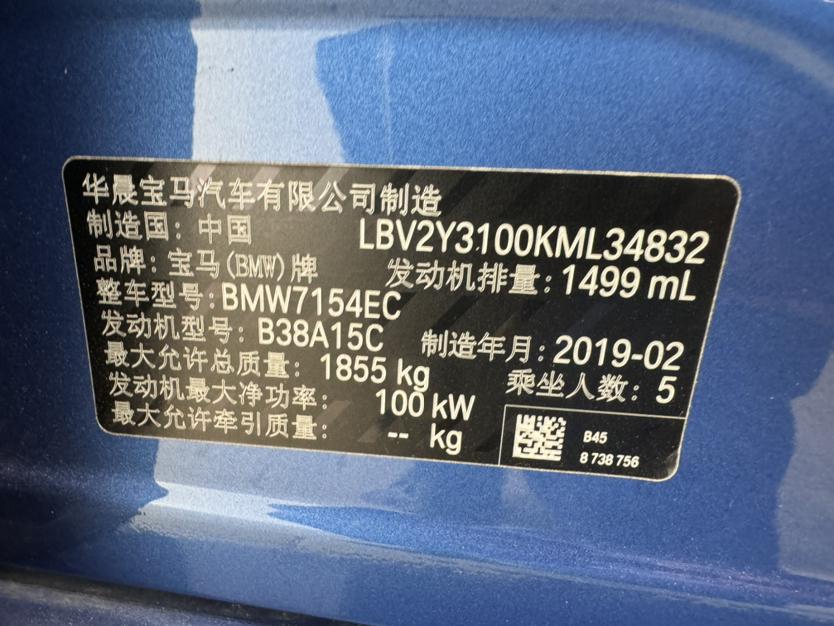 华晨宝马汽车有限公司制造
制造国：中国
LBV2Y3100KML34832
品牌：宝马(BMW)牌
发动机排量：1499 mL
整车型号：BMW7154EC
发动机型号：B38A15C
制造年月：2019-02
最大允许总质量：1855 kg
乘坐人数：5
发动机最大净功率：100 kW
最大允许牵引质量：-- kg
B45
8 738 756